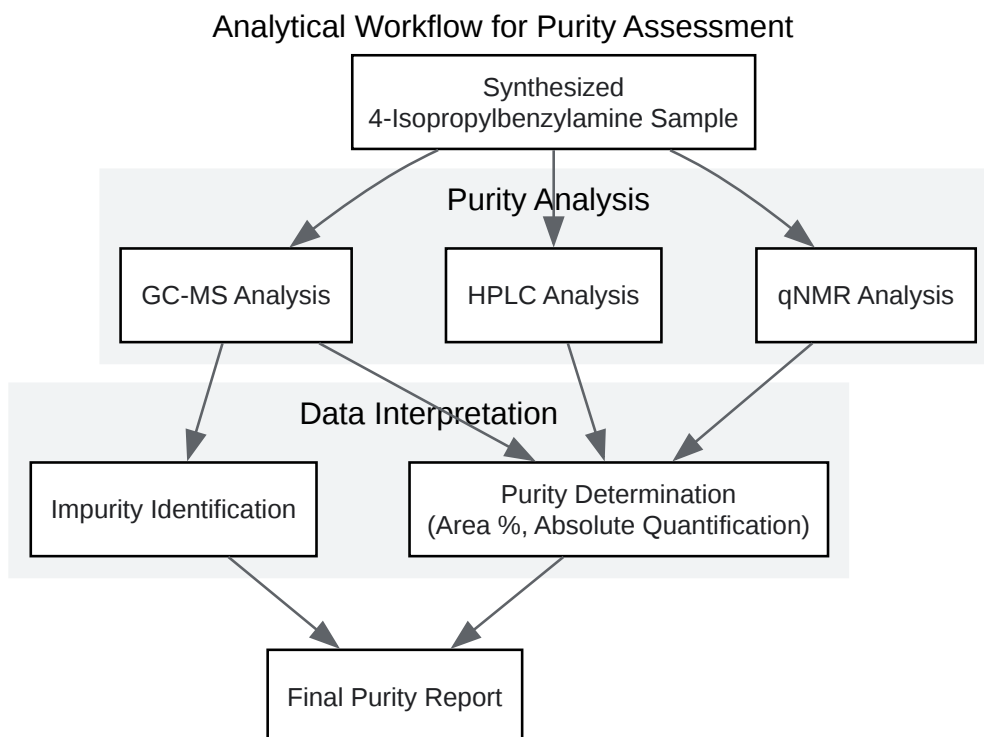 Analytical Workflow for Purity Assessment
Synthesized
4-Isopropylbenzylamine Sample
Purity Analysis
GC-MS Analysis
HPLC Analysis
qNMR Analysis
Data Interpretation
Impurity Identification
Purity Determination
(Area %, Absolute Quantification)
Final Purity Report